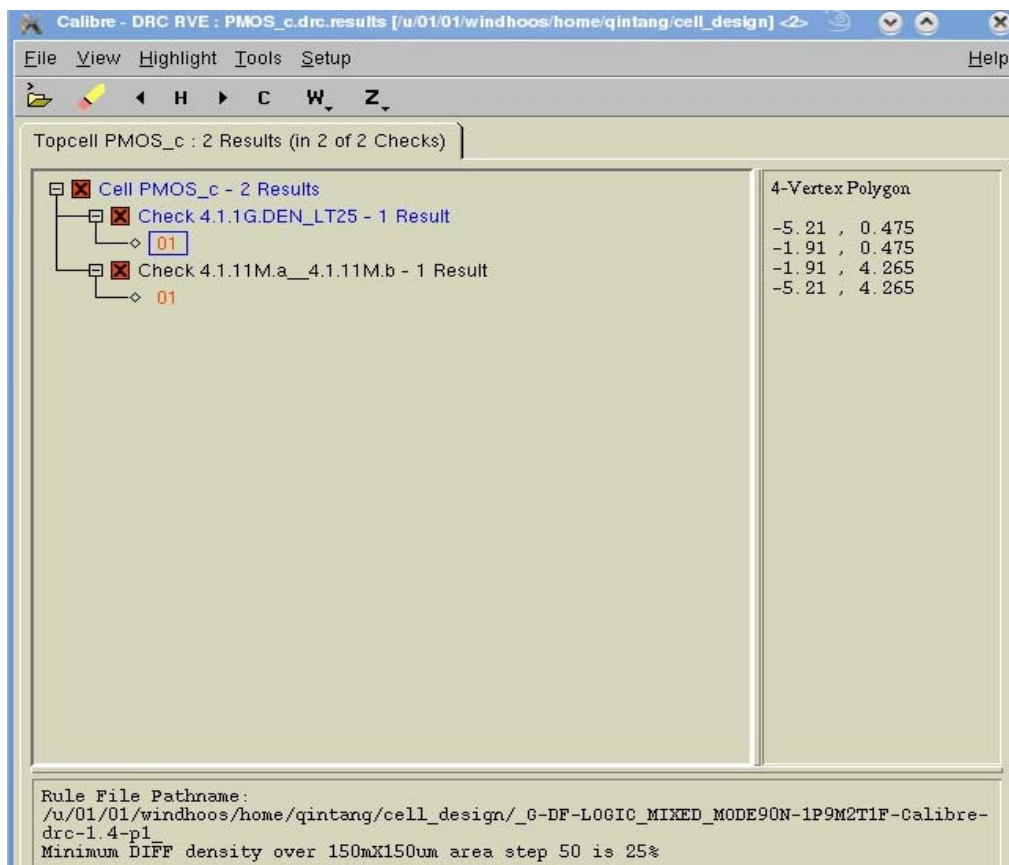 Calibre - DRC RVE : PMOS_c.drc.results [/u/01/01/windhoos/home/qintang/cell_design] <2>
File View Highlight Tools Setup Help
H C W Z
Topcell PMOS_c : 2 Results (in 2 of 2 Checks)
Cell PMOS_c - 2 Results
Check 4.1.1G.DEN_LT25 - 1 Result
01
Check 4.1.11M.a__4.1.11M.b - 1 Result
01
4-Vertex Polygon
-5.21 , 0.475
-1.91 , 0.475
-1.91 , 4.265
-5.21 , 4.265
Rule File Pathname:
/u/01/01/windhoos/home/qintang/cell_design/_G-DF-LOGIC_MIXED_MODE90N-1P9M2T1F-Calibre-
drc-1.4-p1_
Minimum DIFF density over 150mX150um area step 50 is 25%